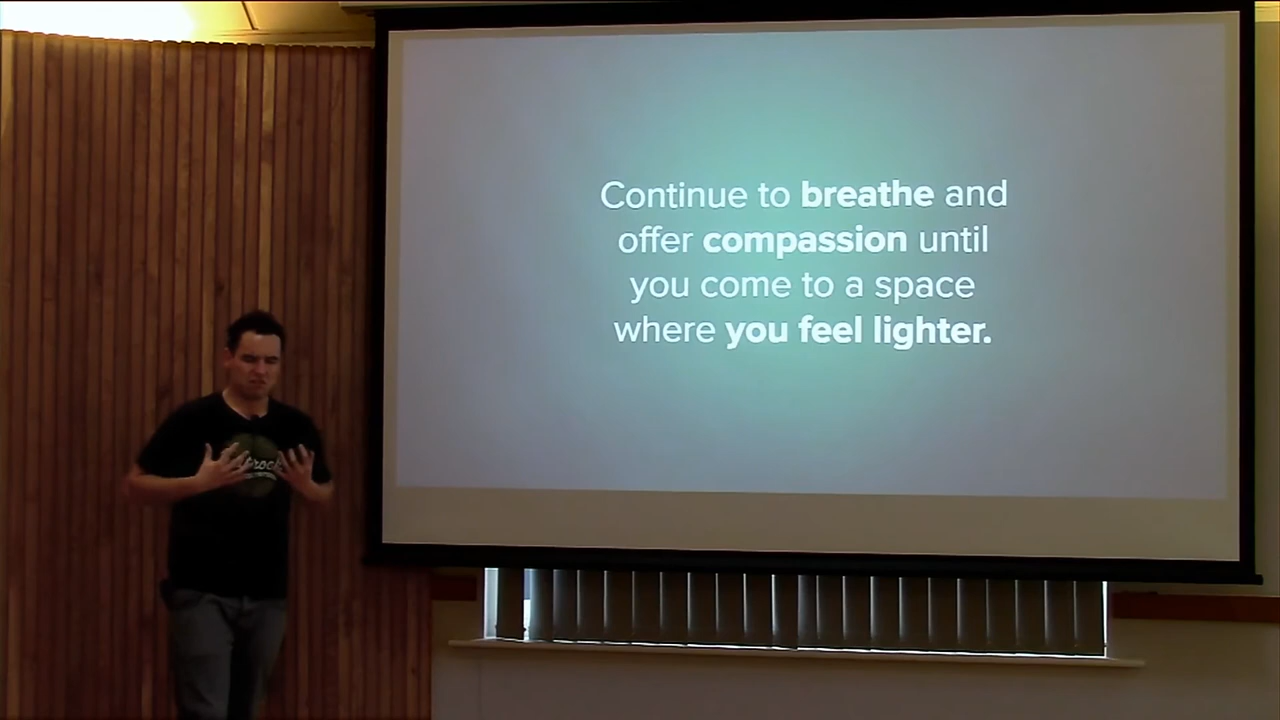 Continue to breathe and
offer compassion until
you come to a space
where you feel lighter.